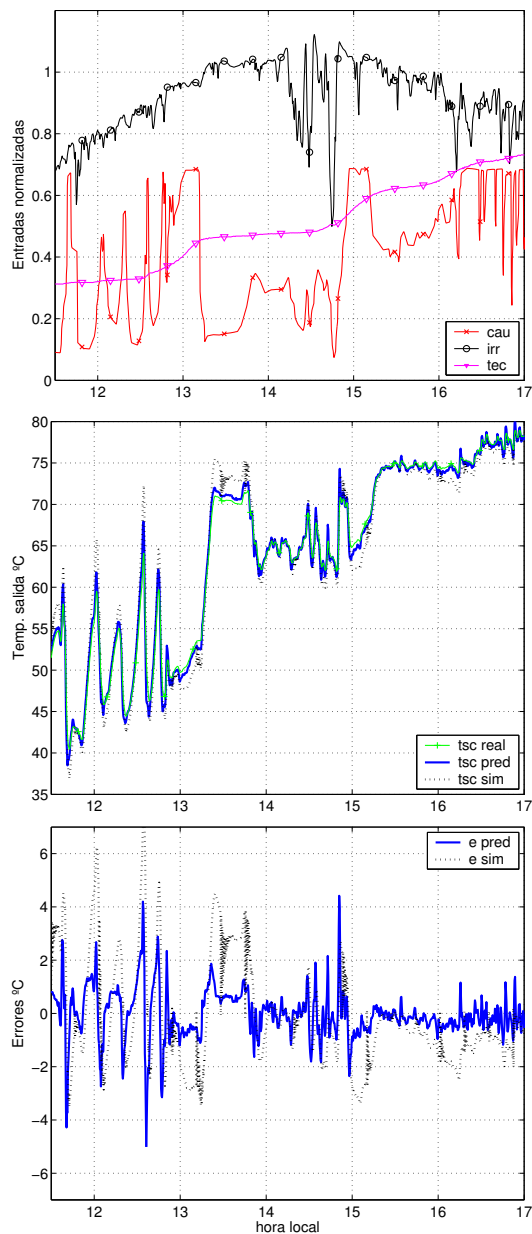 Entradas normalizadas
1
0.8
0.6
0.4
0.2
0
cau
irr
tec
12 13 14 15 16 17
Temp. salida ºC
80
75
70
65
60
55
50
45
40
35
tsc real
tsc pred
tsc sim
12 13 14 15 16 17
Errores ºC
6
4
2
0
−2
−4
−6
e pred
e sim
12 13 14 15 16 17
hora local